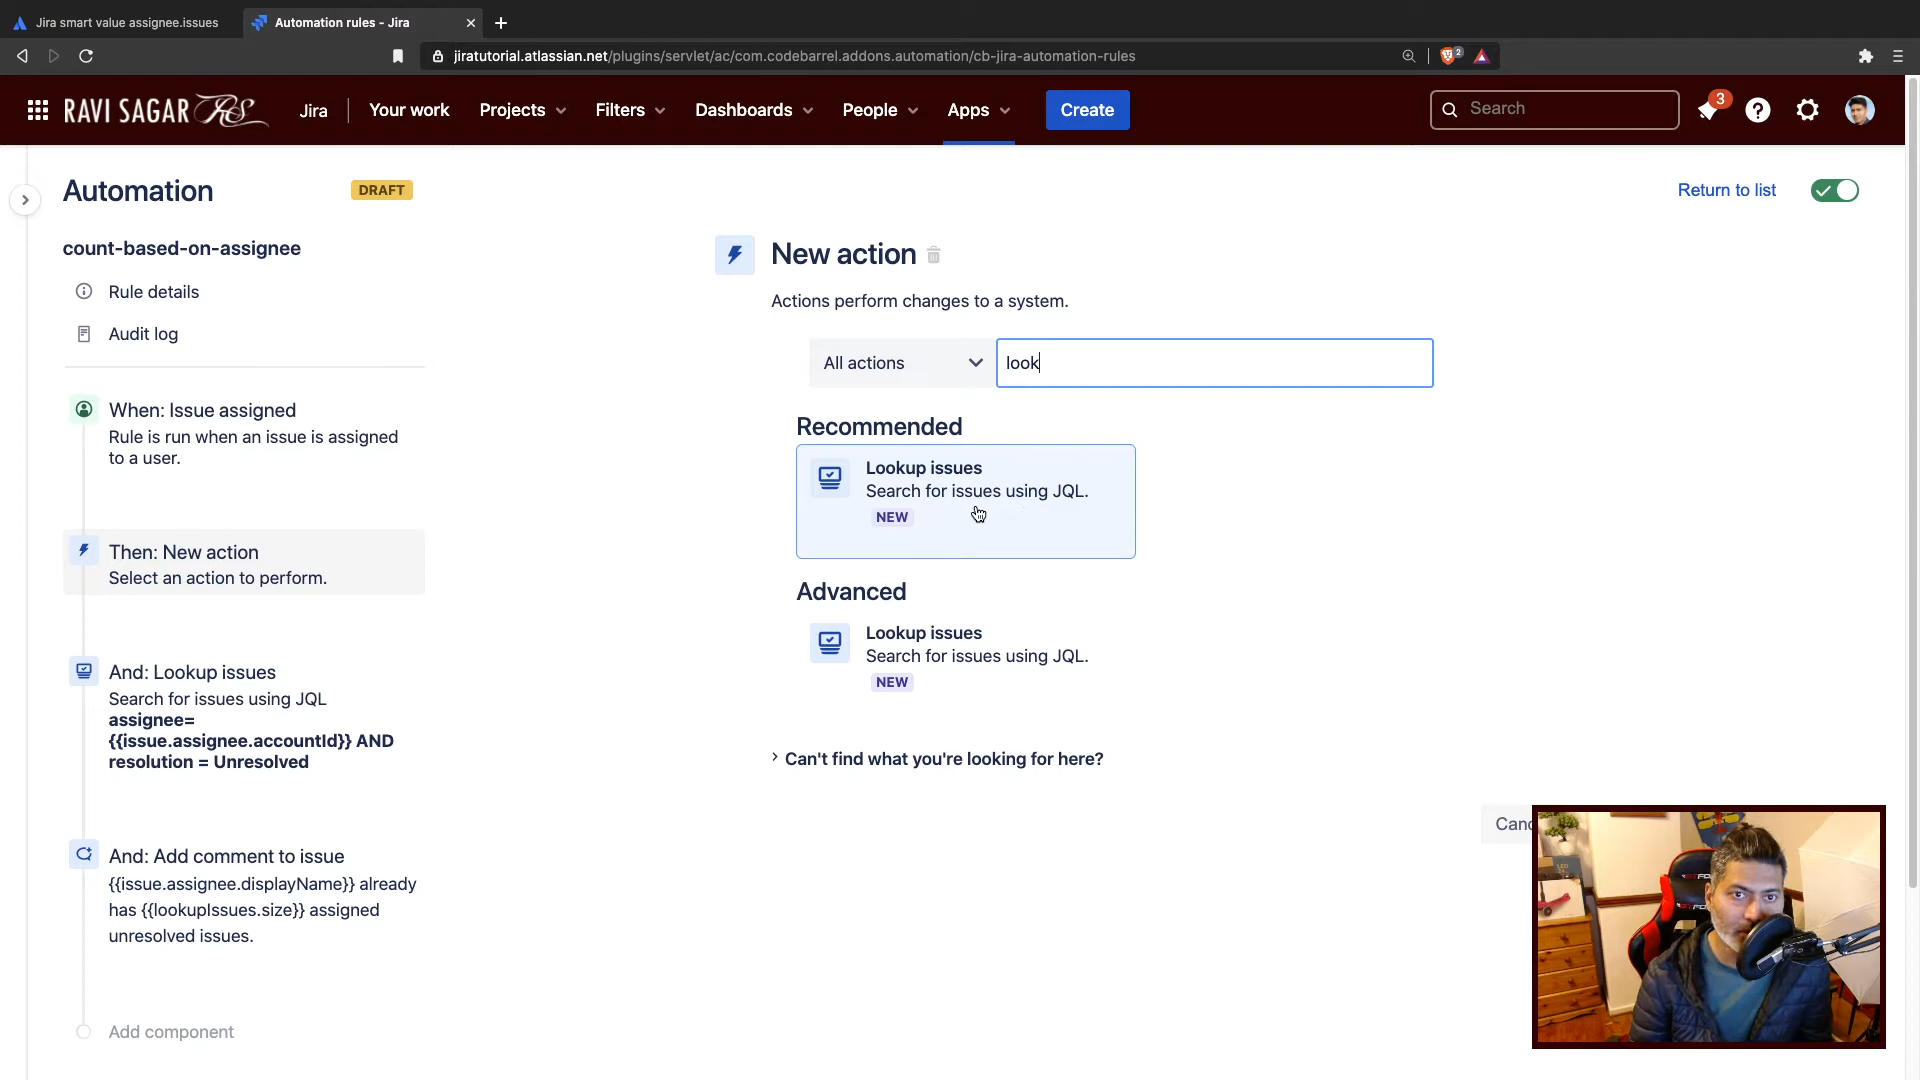 Jira smart value assignee.issues
Automation rules - Jira
jiratutorial.atlassian.net/plugins/servlet/ac/com.codebarrel.addons.automation/cb-jira-automation-rules
2
RAVI SAGAR RS
Jira
Your work
Projects
Filters
Dashboards
People
Apps
Create
Search
3
Automation
DRAFT
Return to list
count-based-on-assignee
Rule details
Audit log
When: Issue assigned
Rule is run when an issue is assigned
to a user.
Then: New action
Select an action to perform.
And: Lookup issues
Search for issues using JQL
assignee=
{{issue.assignee.accountId}} AND
resolution = Unresolved
And: Add comment to issue
{{issue.assignee.displayName}} already
has {{lookupIssues.size}} assigned
unresolved issues.
Add component
New action
Actions perform changes to a system.
All actions
look
Recommended
Lookup issues
Search for issues using JQL.
NEW
Advanced
Lookup issues
Search for issues using JQL.
NEW
Can't find what you're looking for here?
Canc